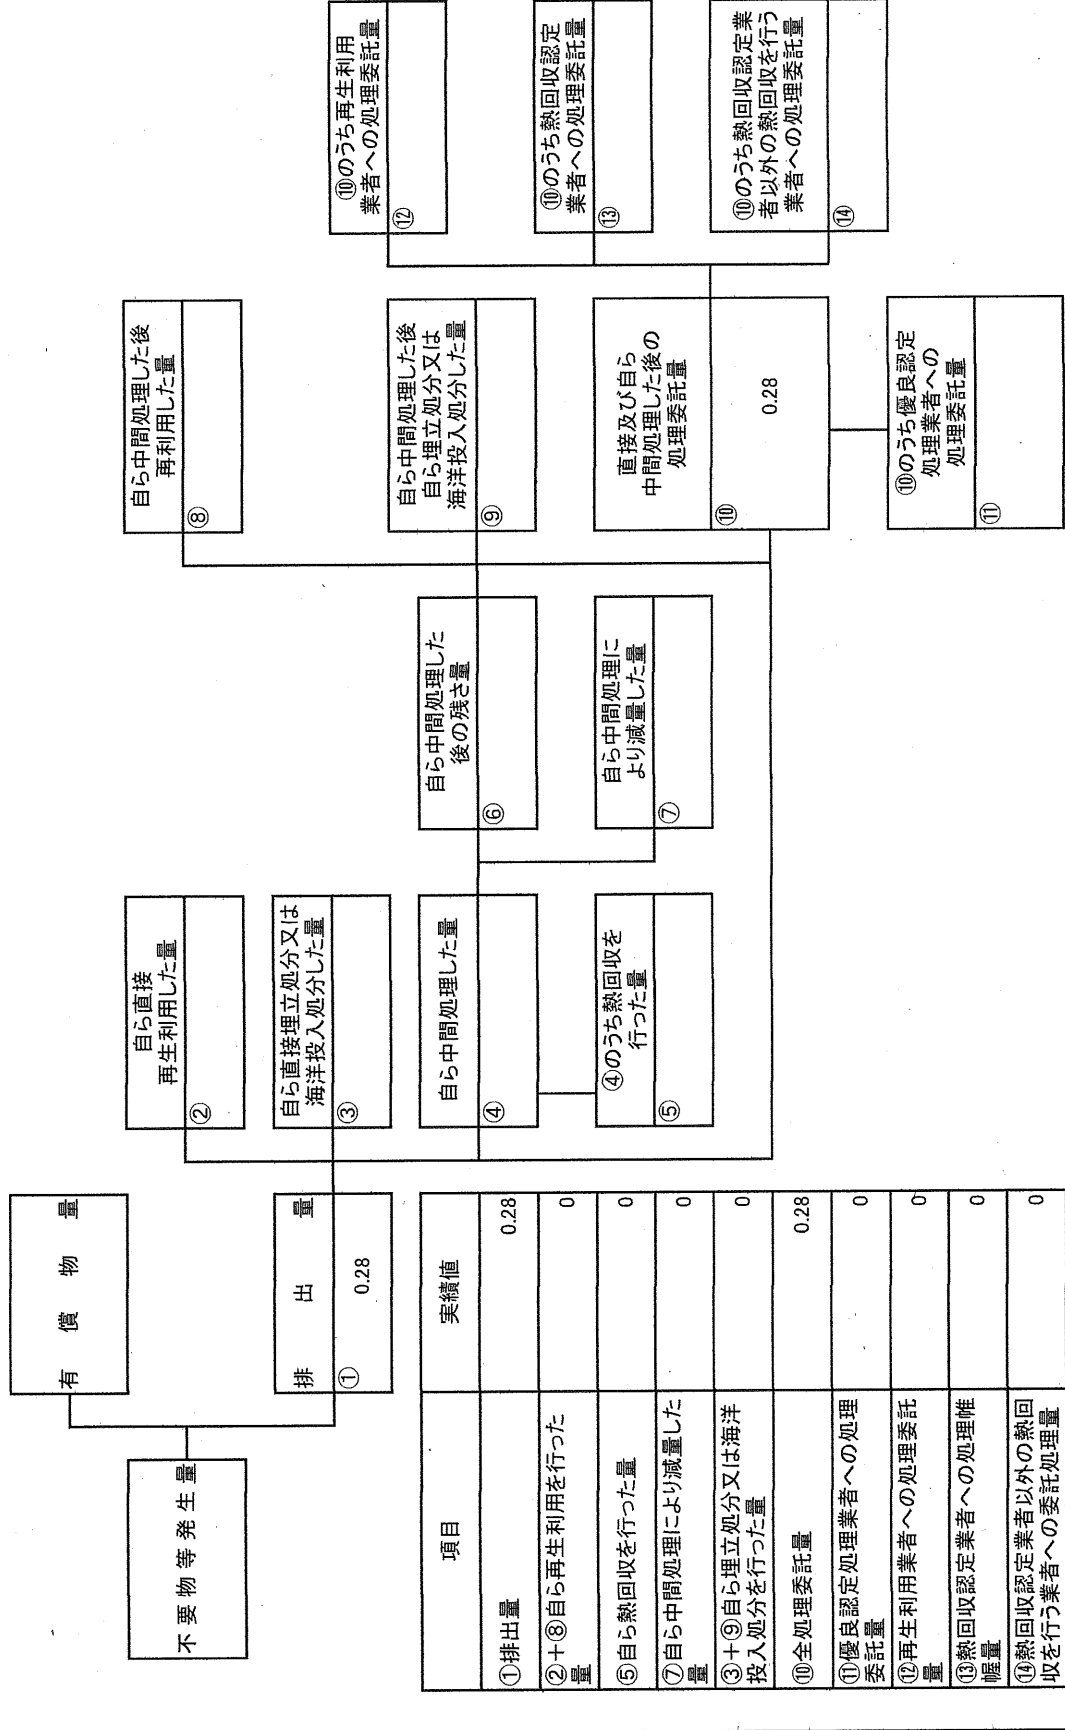 不要物等発生量
有償物量
排出量
①
0.28
自ら直接
再生利用した量
②
自ら直接埋立処分又は
海洋投入処分した量
③
自ら中間処理した量
④
④のうち熱回収を
行った量
⑤
自ら中間処理した
後の残さ量
⑥
自ら中間処理に
より減量した量
⑦
自ら中間処理した後
再利用した量
⑧
自ら中間処理した後
自ら埋立処分又は
海洋投入処分した量
⑨
直接及び自ら
中間処理した後の
処理委託量
⑩
0.28
⑩のうち優良認定
処理業者への
処理委託量
⑪
⑩のうち再生利用
業者への処理委託量
⑫
⑩のうち熱回収認定
業者への処理委託量
⑬
⑩のうち熱回収認定業
者以外の熱回収を行う
業者への処理委託量
⑭
項目 実績値
①排出量 0.28
②+⑧自ら再生利用を行った
量 0
⑤自ら熱回収を行った量 0
⑦自ら中間処理により減量した
量 0
③+⑨自ら埋立処分又は海洋
投入処分を行った量 0
⑩全処理委託量 0.28
⑪優良認定処理業者への処理
委託量 0
⑫再生利用業者への処理委託
量 0
⑬熱回収認定業者への処理帷
幄量 0
⑭熱回収認定業者以外の熱回
収を行う業者への委託処理量 0